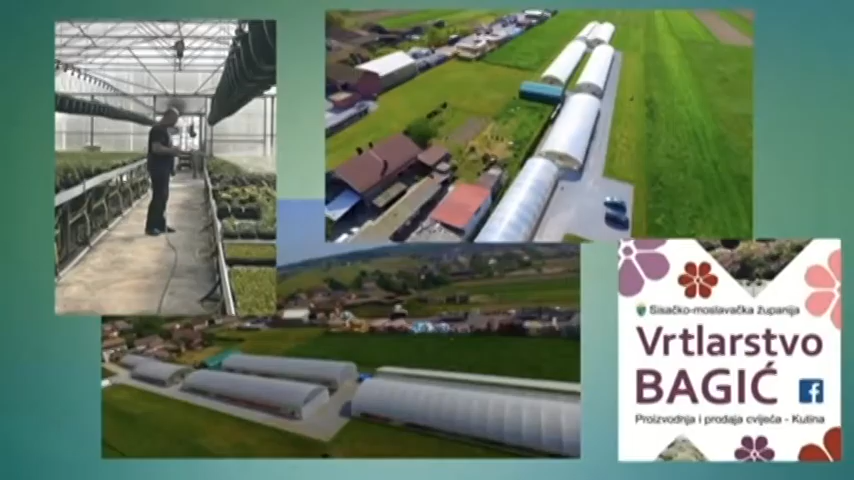 Sisačko-moslavačka županija
Vrtlarstvo
BAGIĆ
Proizvodnja i prodaja cvijeća - Kutina